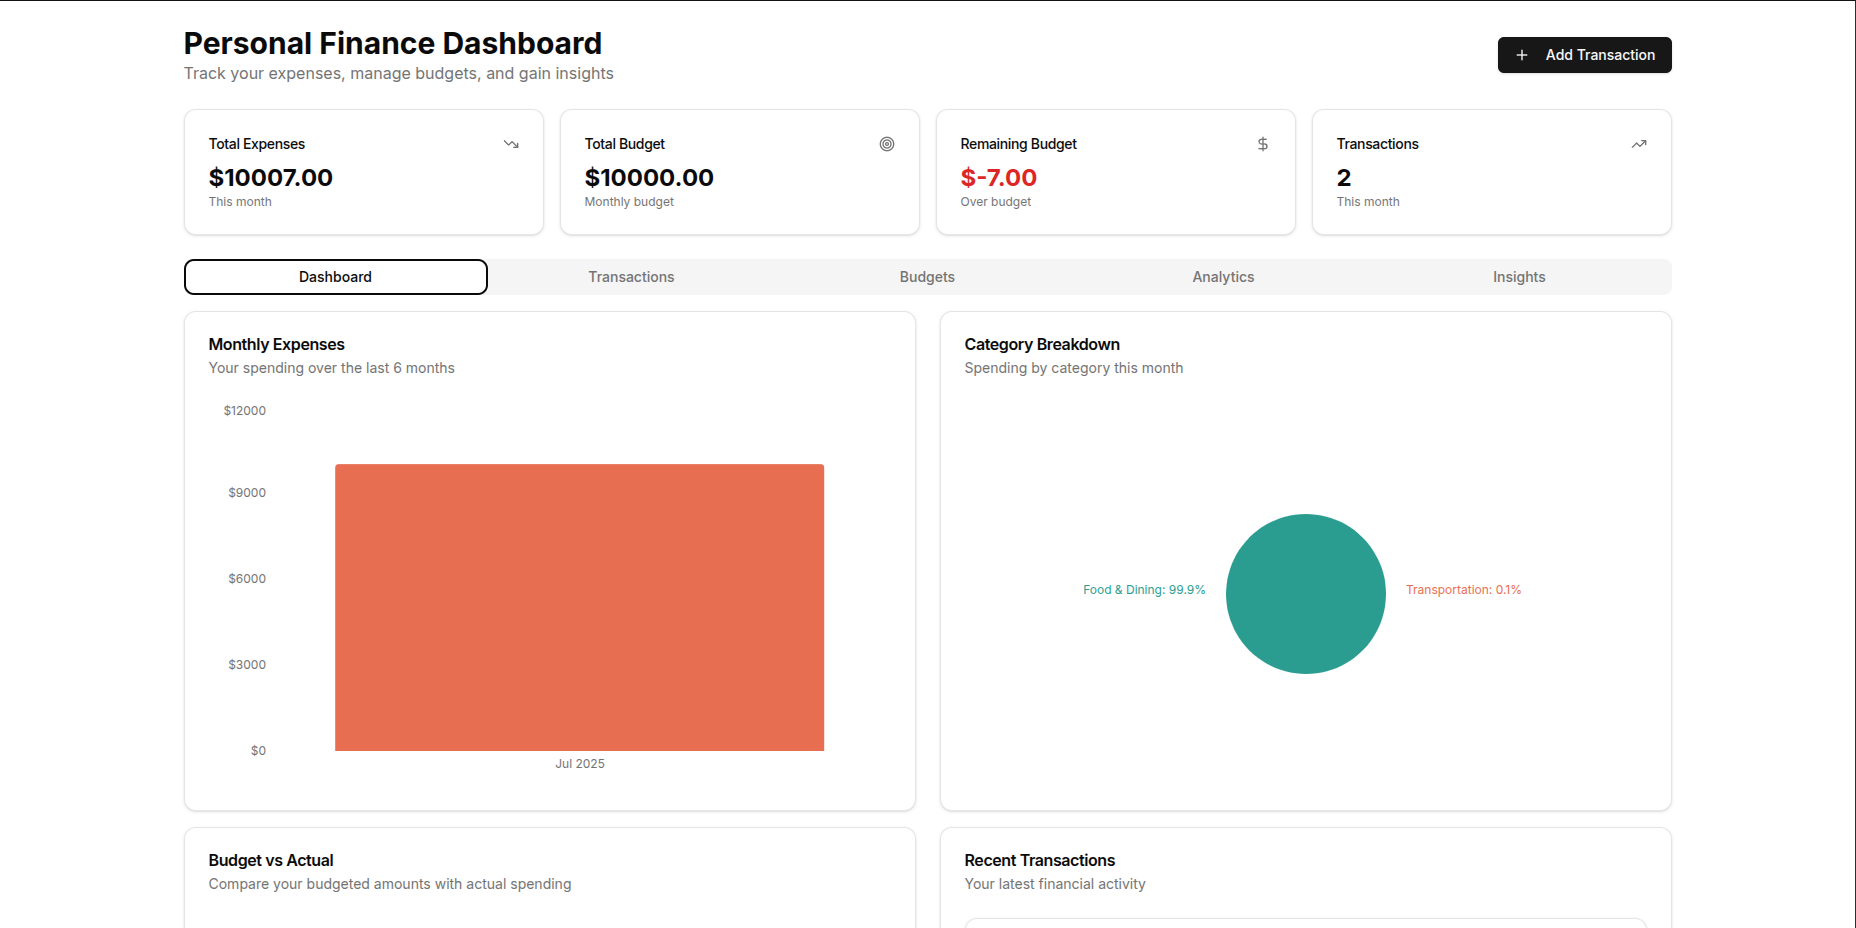 Personal Finance Dashboard
Track your expenses, manage budgets, and gain insights
Add Transaction
Total Expenses
$10007.00
This month
Total Budget
$10000.00
Monthly budget
Remaining Budget
$-7.00
Over budget
Transactions
2
This month
Dashboard
Transactions
Budgets
Analytics
Insights
Monthly Expenses
Your spending over the last 6 months
$12000
$9000
$6000
$3000
$0
Jul 2025
Category Breakdown
Spending by category this month
Food & Dining: 99.9%
Transportation: 0.1%
Budget vs Actual
Compare your budgeted amounts with actual spending
Recent Transactions
Your latest financial activity